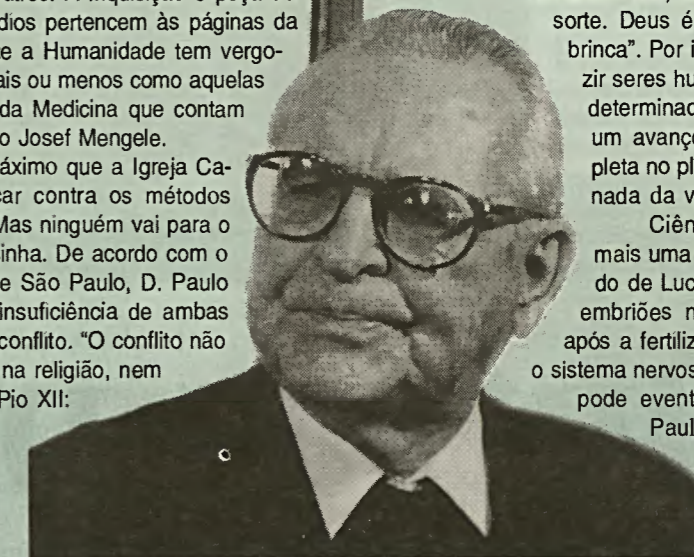 dios pertencem às páginas da
e a Humanidade tem vergo-
ais ou menos como aquelas
da Medicina que contam
o Josef Mengele.
áximo que a Igreja Ca-
car contra os métodos
Mas ninguém vai para o
inha. De acordo com o
e São Paulo, D. Paulo
insuficiência de ambas
conflito. "O conflito não
na religião, nem
Pio XII:
sorte. Deus é
brinca". Por i
zir seres hu
determinad
um avanç
pleta no pl
nada da v
Ciên
mais uma
do de Luc
embriões n
após a fertiliz
o sistema nervos
pode event
Paul